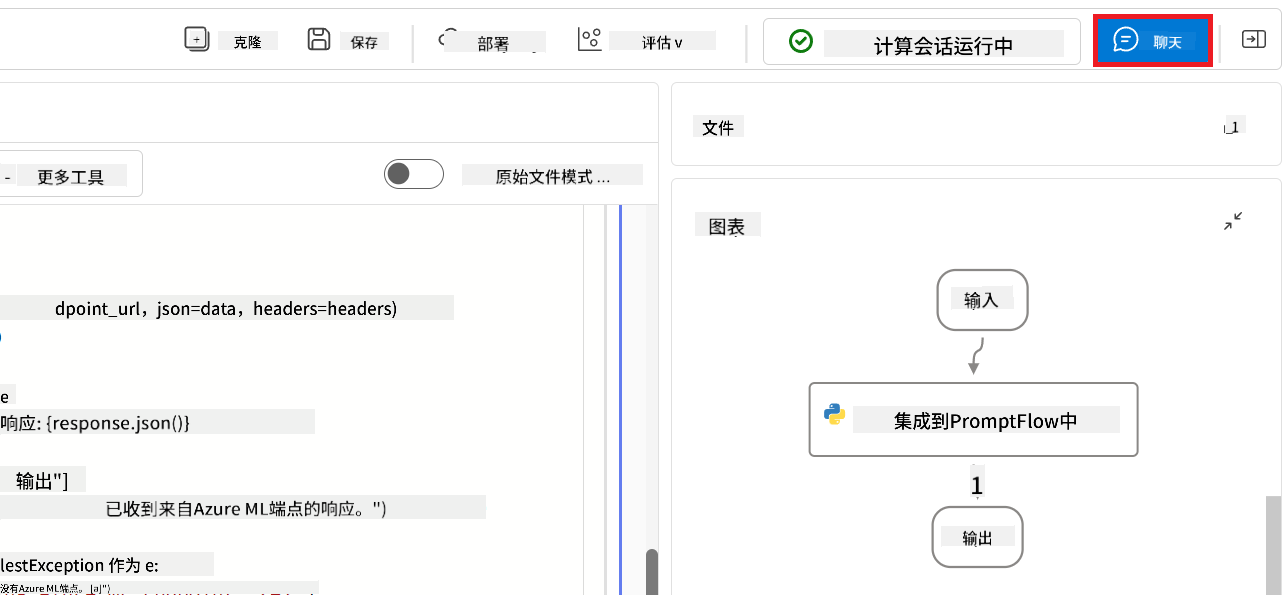 克隆
保存
部署
评估 v
计算会话运行中
聊天
文件
1
- 更多工具
原始文件模式 ...
图表
输入
dpoint_url，json=data，headers=headers)
e
响应: {response.json()}
集成到PromptFlow中
输出"]
1
已收到来自Azure ML端点的响应。")
输出
lestException 作为 e:
没有Azure ML端点。 [a]")